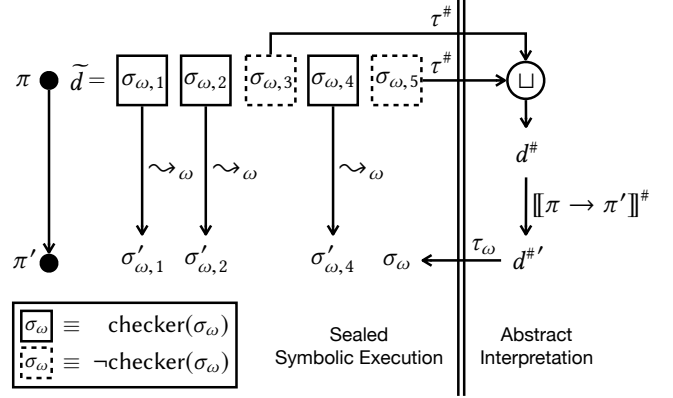 τ#
π d̃ = σω,1 σω,2 σω,3 σω,4 σω,5 τ# ⊔
d#
⇝ω ⇝ω ⇝ω
⟦π → π′⟧#
π′ σ′ω,1 σ′ω,2 σ′ω,4 σω τω d#′
σω ≡ checker(σω)
σω ≡ ¬checker(σω)
Sealed
Symbolic Execution
Abstract
Interpretation